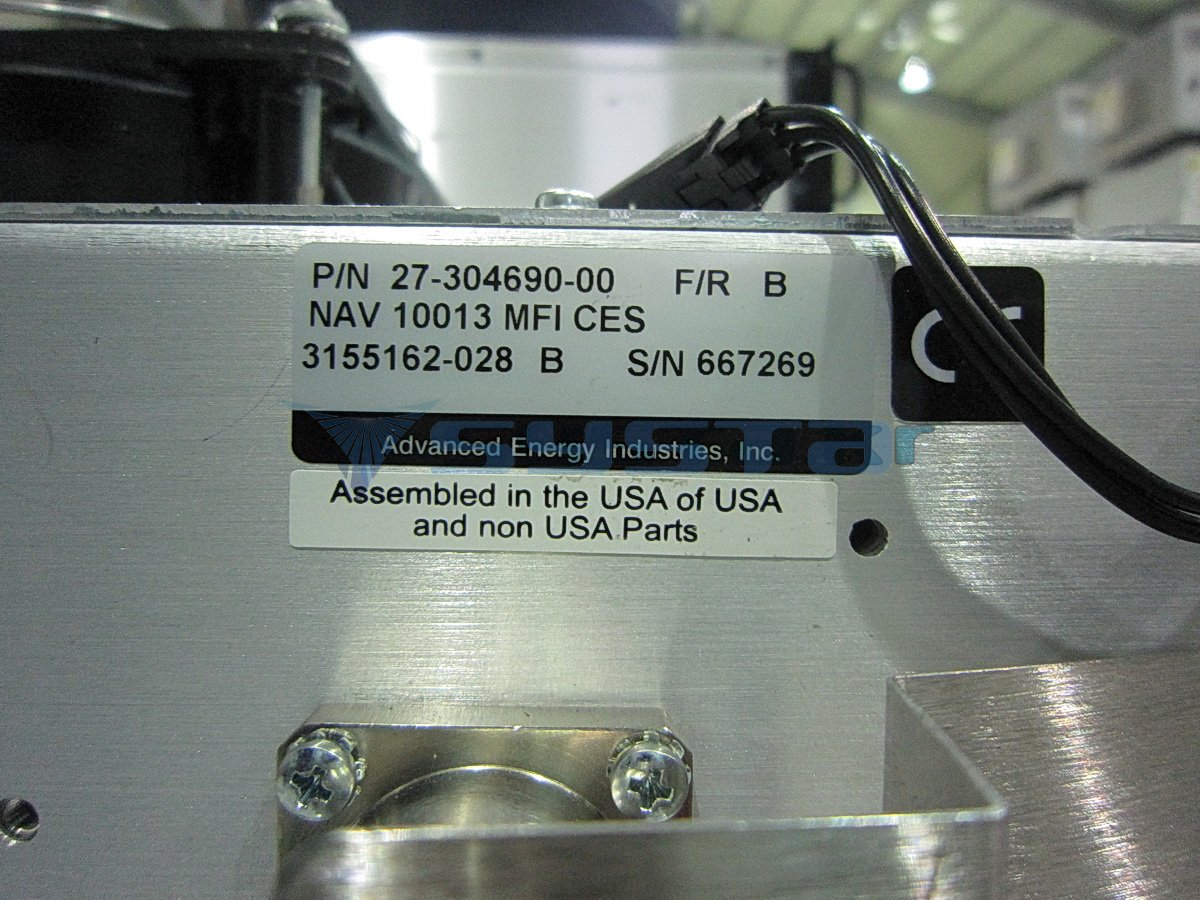 P/N 27-304690-00 F/R B
NAV 10013 MFI CES
3155162-028 B S/N 667269
Advanced Energy Industries, Inc.
sustar
Assembled in the USA of USA
and non USA Parts